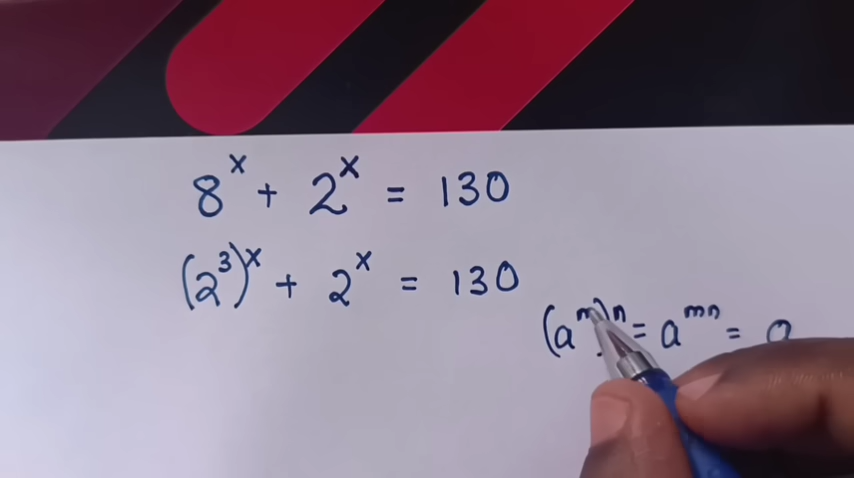 8^x + 2^x = 130
(2^3)^x + 2^x = 130
(a^m)^n = a^mn = a